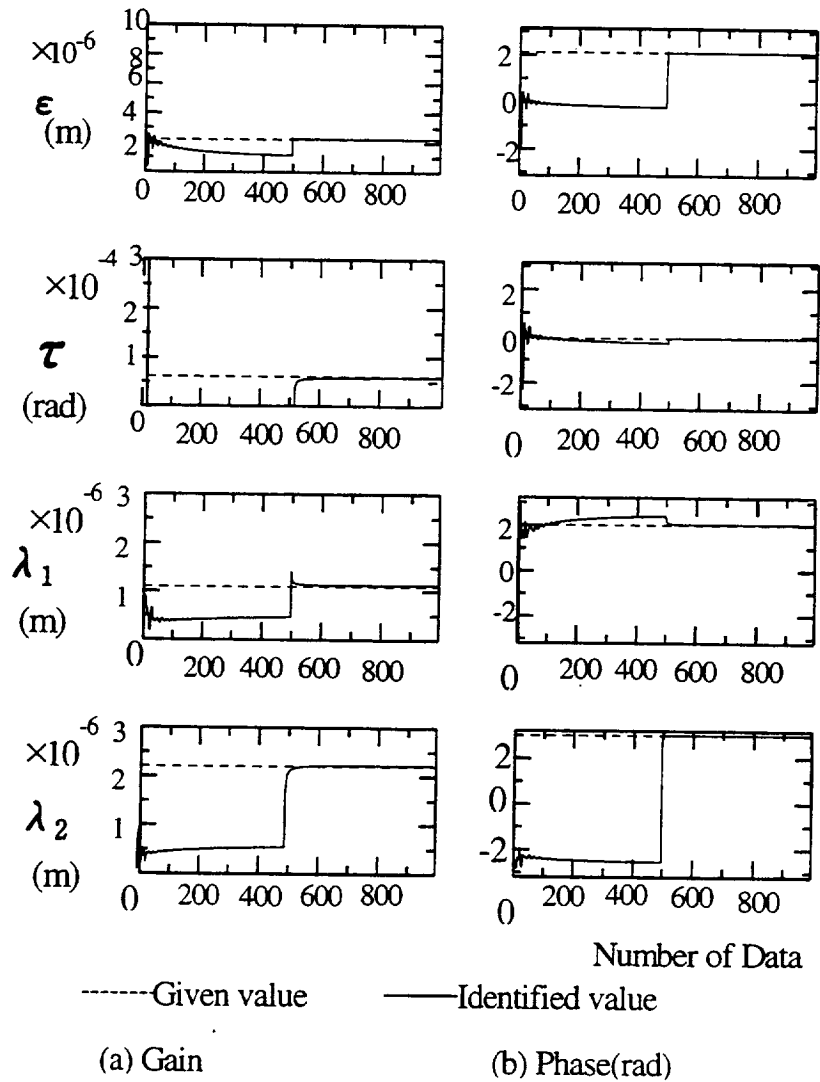 10
×10 -6
8
6
ε
4
(m)
2
0 200 400 600 800
2
0
-2
0 200 400 600 800
-4 3
×10
2
τ
1
(rad)
0 200 400 600 800
2
0
-2
0 200 400 600 800
-6 3
×10
2
λ1
1
(m)
0 200 400 600 800
2
0
-2
0 200 400 600 800
-6 3
×10
2
λ2
1
(m)
0 200 400 600 800
2
0
-2
0 200 400 600 800
Number of Data
------Given value ——Identified value
(a) Gain (b) Phase(rad)